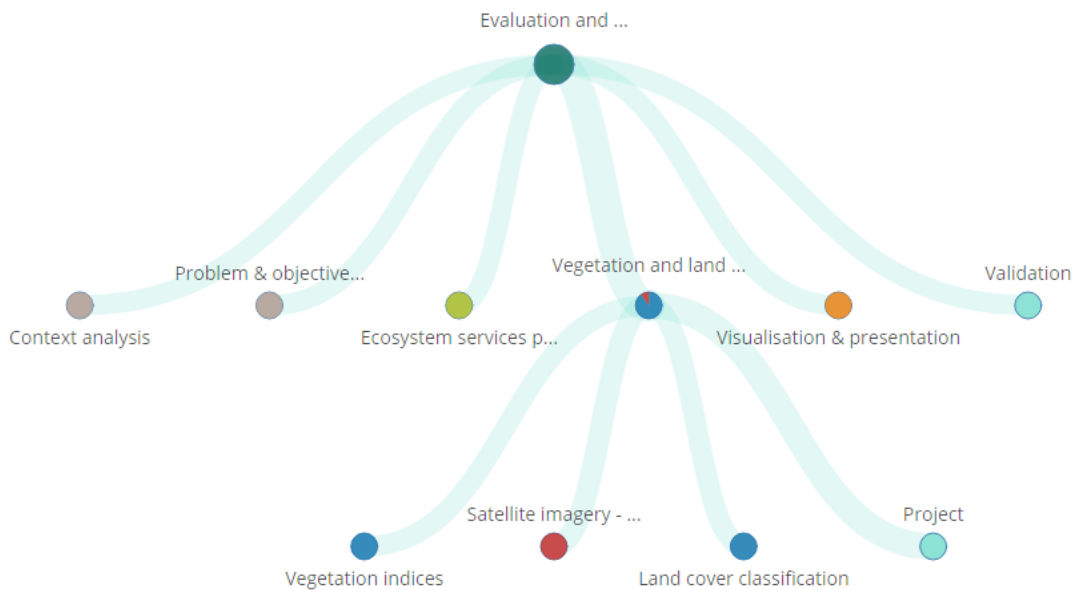 Evaluation and ...
Vegetation and land ...
Problem & objective...
Validation
Context analysis
Ecosystem services p...
Visualisation & presentation
Satellite imagery - ...
Project
Vegetation indices
Land cover classification